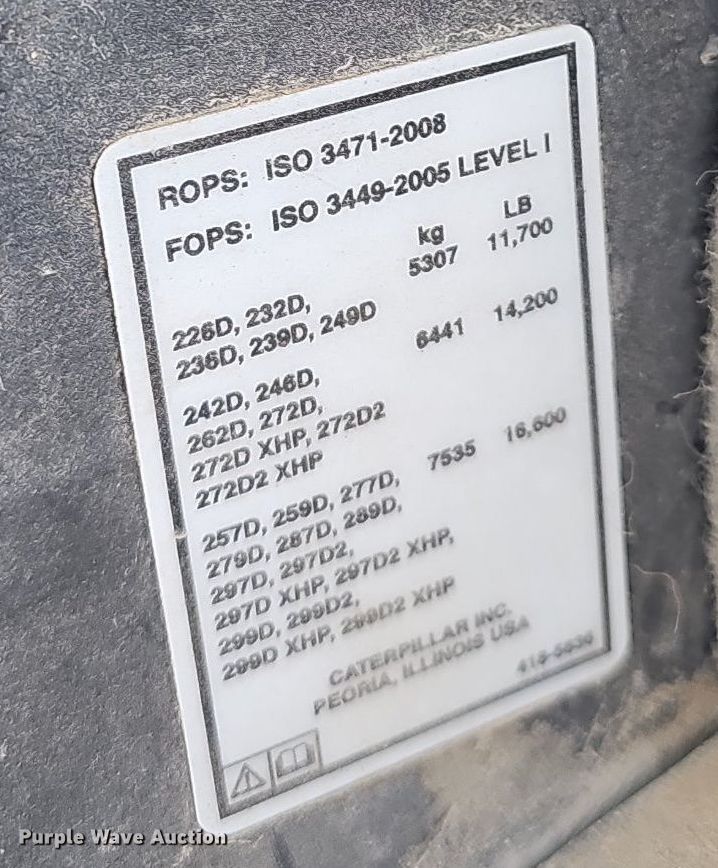 ROPS: ISO 3471-2008
FOPS: ISO 3449-2005 LEVEL I
kg LB
226D, 232D, 5307 11,700
236D, 239D, 249D
242D, 246D, 6441 14,200
262D, 272D,
272D XHP, 272D2
272D2 XHP
257D, 259D, 277D, 7535 16,600
279D, 287D, 289D,
297D, 297D2,
297D XHP, 297D2 XHP,
299D, 299D2,
299D XHP, 299D2 XHP
CATERPILLAR INC.
PEORIA, ILLINOIS USA
Purple Wave Auction